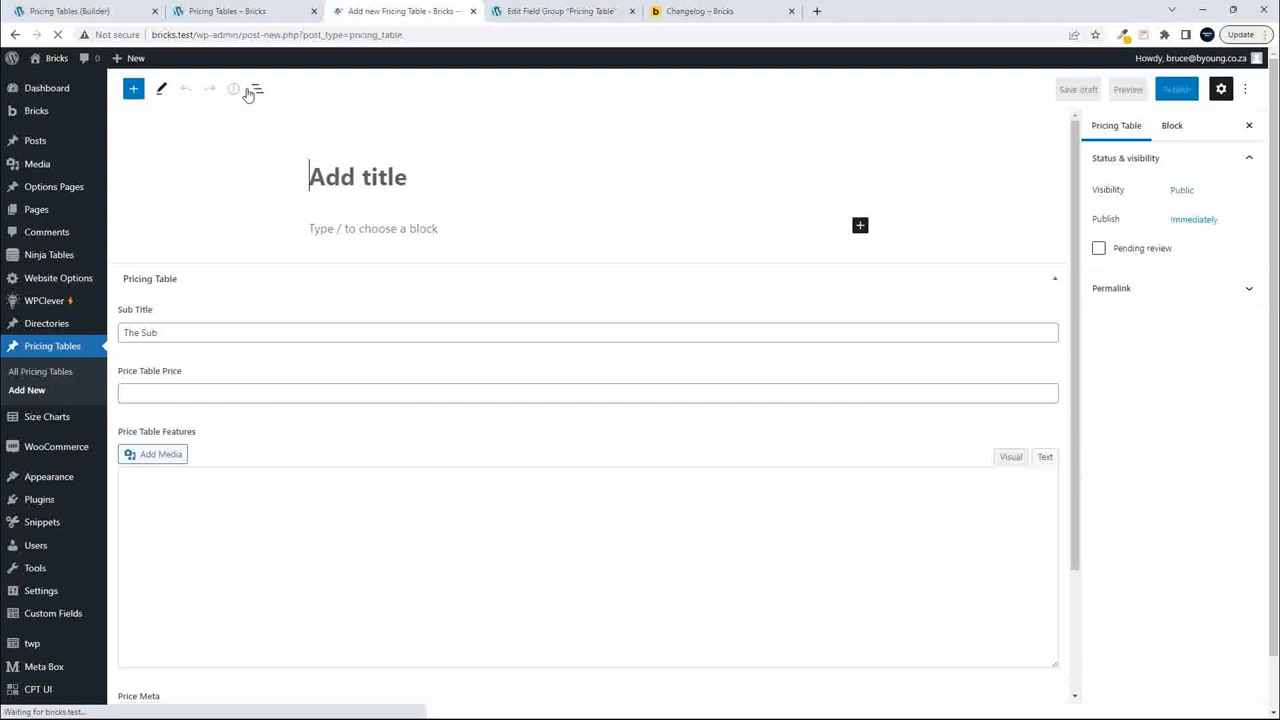 Pricing Tables (Builder)
Pricing Tables – Bricks
Add new Pricing Table ‹ Bricks –
Edit Field Group "Pricing Table"
Changelog – Bricks
Not secure
bricks.test/wp-admin/post-new.php?post_type=pricing_table
Update
Bricks
0
New
Howdy, bruce@byoung.co.za
Dashboard
Bricks
Posts
Media
Options Pages
Pages
Comments
Ninja Tables
Website Options
WPClever
Directories
Pricing Tables
All Pricing Tables
Add New
Size Charts
WooCommerce
Appearance
Plugins
Snippets
Users
Tools
Settings
Custom Fields
twp
Meta Box
CPT UI
Save draft
Preview
Publish
Add title
Type / to choose a block
Pricing Table
Sub Title
The Sub
Price Table Price
Price Table Features
Add Media
Visual
Text
Price Meta
Pricing Table
Block
Status & visibility
Visibility
Public
Publish
Immediately
Pending review
Permalink
Waiting for bricks.test...